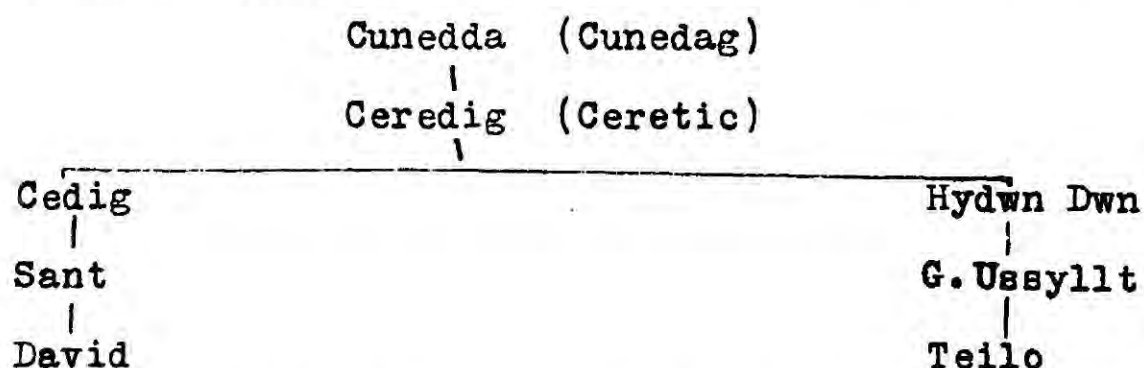 Cunedda (Cunedag)
Ceredig (Ceretic)
Cedig Hydwn Dwn
Sant G.Ussyllt
David Teilo